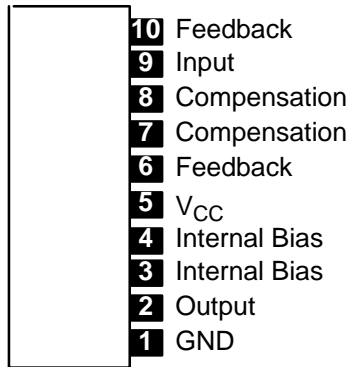 10 Feedback
9 Input
8 Compensation
7 Compensation
6 Feedback
5 VCC
4 Internal Bias
3 Internal Bias
2 Output
1 GND